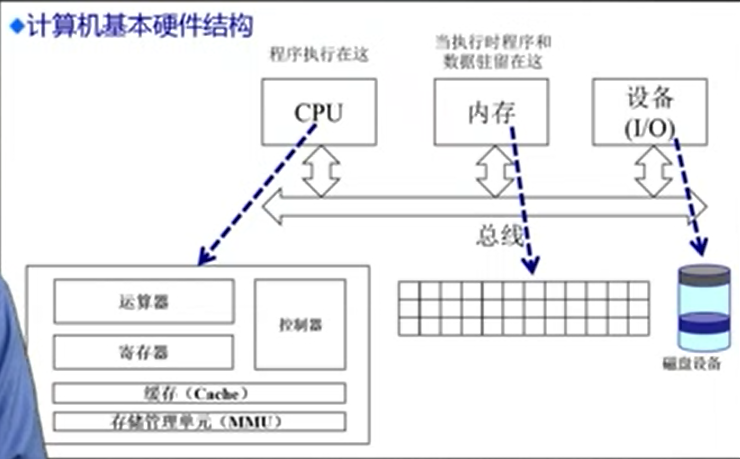 计算机基本硬件结构
程序执行在这
当执行时程序和
数据驻留在这
CPU
内存
设备
(I/O)
总线
运算器
控制器
寄存器
缓存（Cache）
存储管理单元（MMU）
磁盘设备